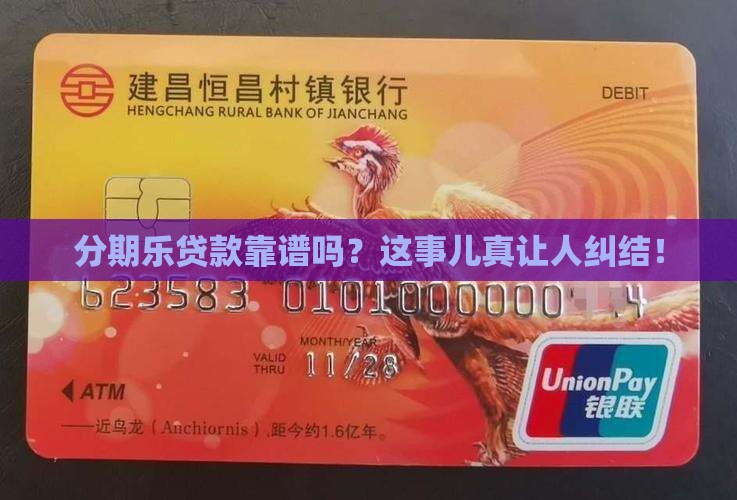 建昌恒昌村镇银行
HENGCHANG RURAL BANK OF JIANCHANG
DEBIT
分期乐贷款靠谱吗？这事儿真让人纠结！
623583 0101000000 4
MONTH/YEAR
VALID THRU
11/28
ATM
UnionPay
银联
——近鸟龙（Anchiornis），距今约1.6亿年。